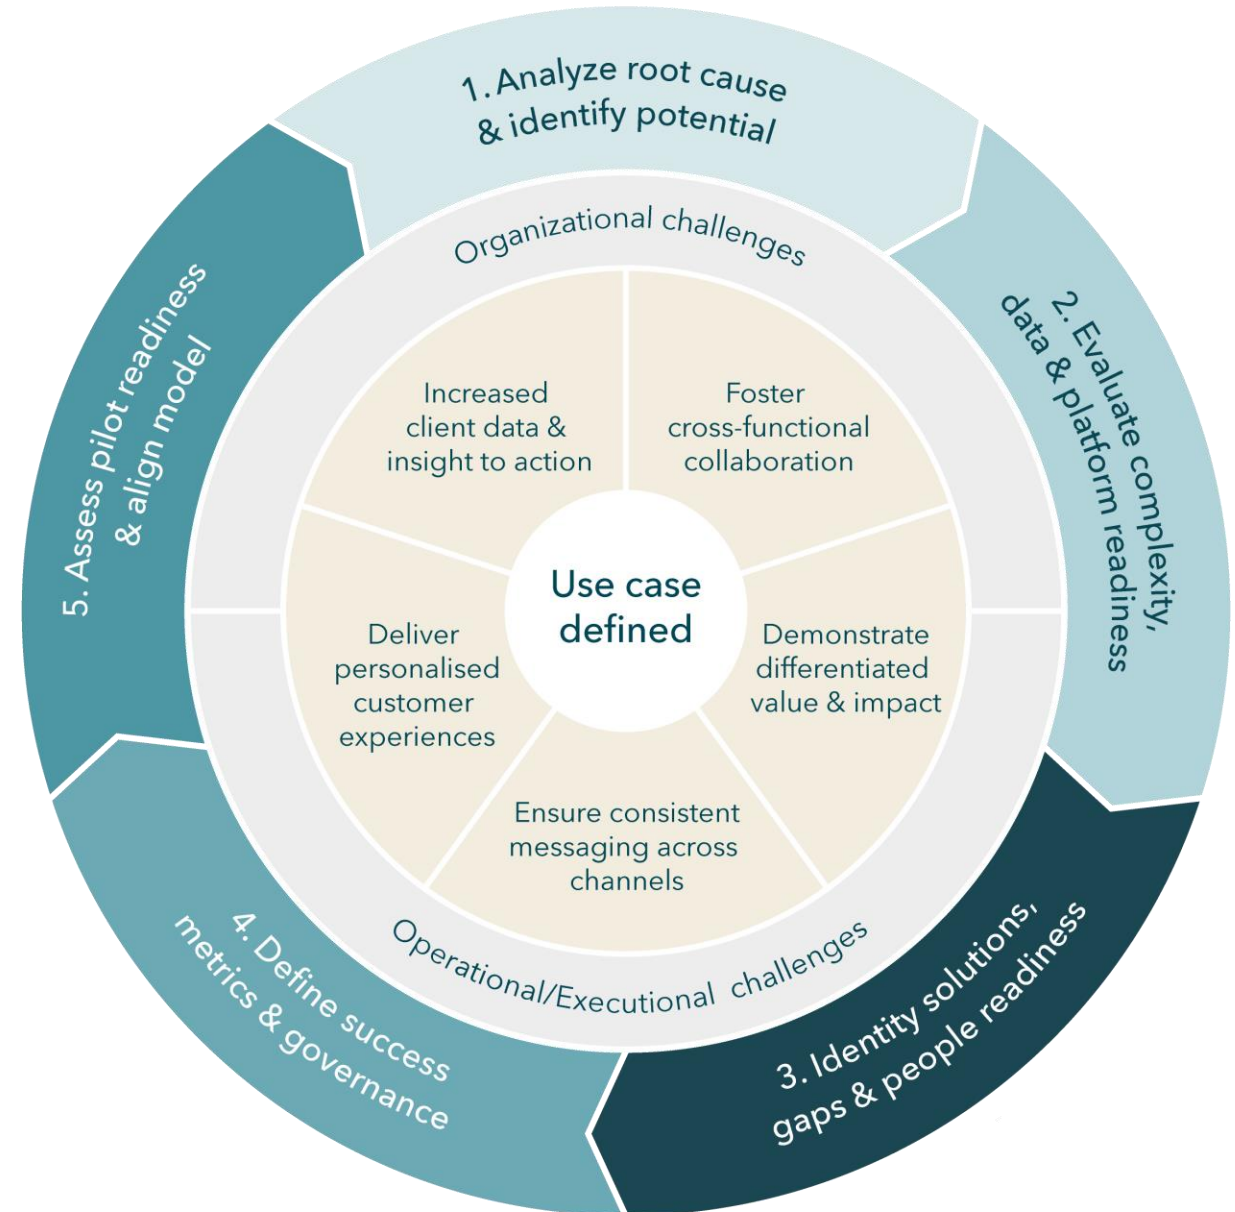 1. Analyze root cause
& identify potential
2. Evaluate complexity,
data & platform readiness
3. Identity solutions,
gaps & people readiness
4. Define success
metrics & governance
5. Assess pilot readiness
& align model
Organizational challenges
Operational/Executional challenges
Increased
client data &
insight to action
Foster
cross-functional
collaboration
Demonstrate
differentiated
value & impact
Ensure consistent
messaging across
channels
Deliver
personalised
customer
experiences
Use case
defined